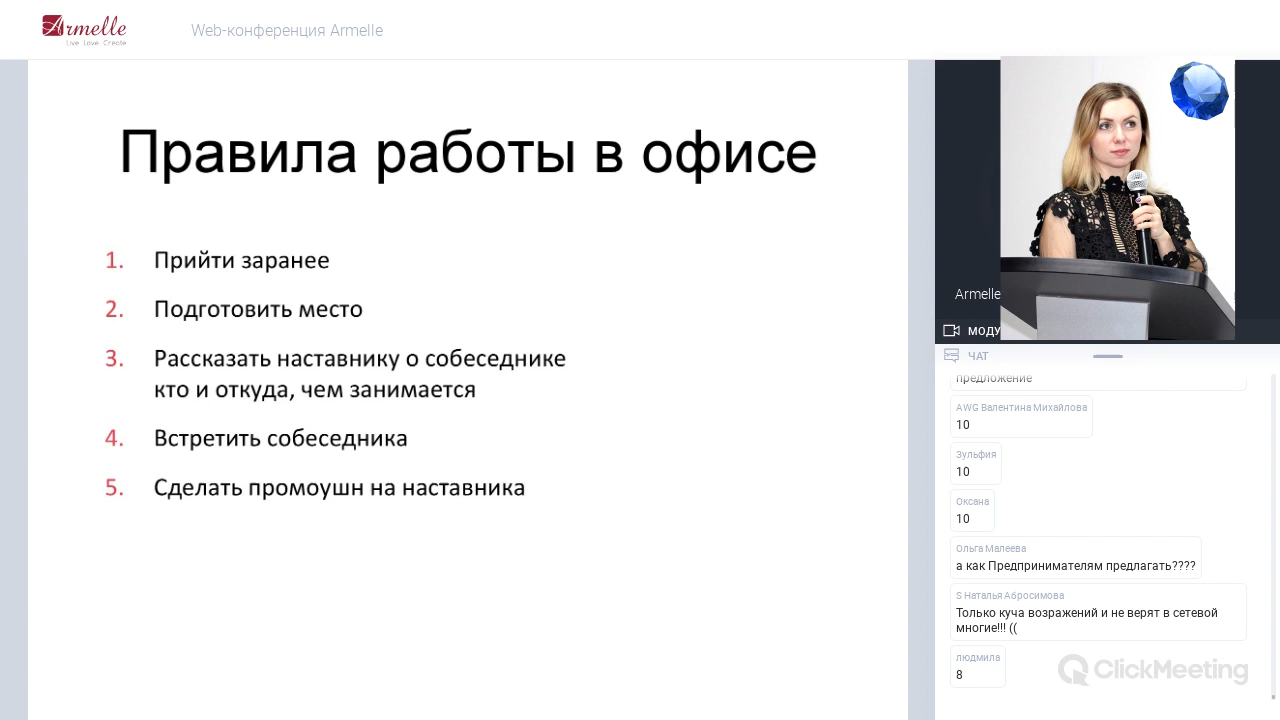 Armelle
Live Love Create
Web-конференция Armelle
Правила работы в офисе
1. Прийти заранее
2. Подготовить место
3. Рассказать наставнику о собеседнике
кто и откуда, чем занимается
4. Встретить собеседника
5. Сделать промоушн на наставника
Armelle
МОДУ
ЧАТ
предложение
AWG Валентина Михайлова
10
Зульфия
10
Оксана
10
Ольга Малеева
а как Предпринимателям предлагать????
S Наталья Абросимова
Только куча возражений и не верят в сетевой
многие!!! ((
людмила
8
ClickMeeting